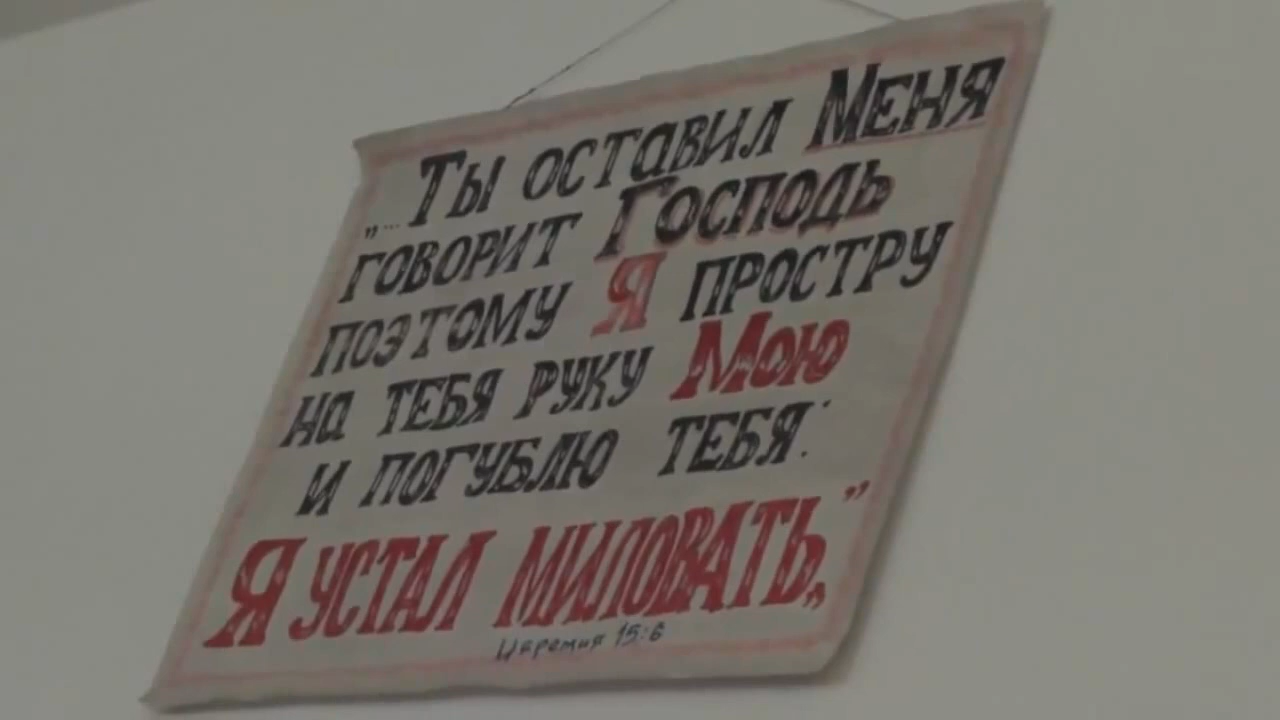 „...Ты оставил Меня
говорит Господь
поэтому Я простру
на тебя руку Мою
и погублю тебя:
Я устал миловать.”
Иеремия 15:6